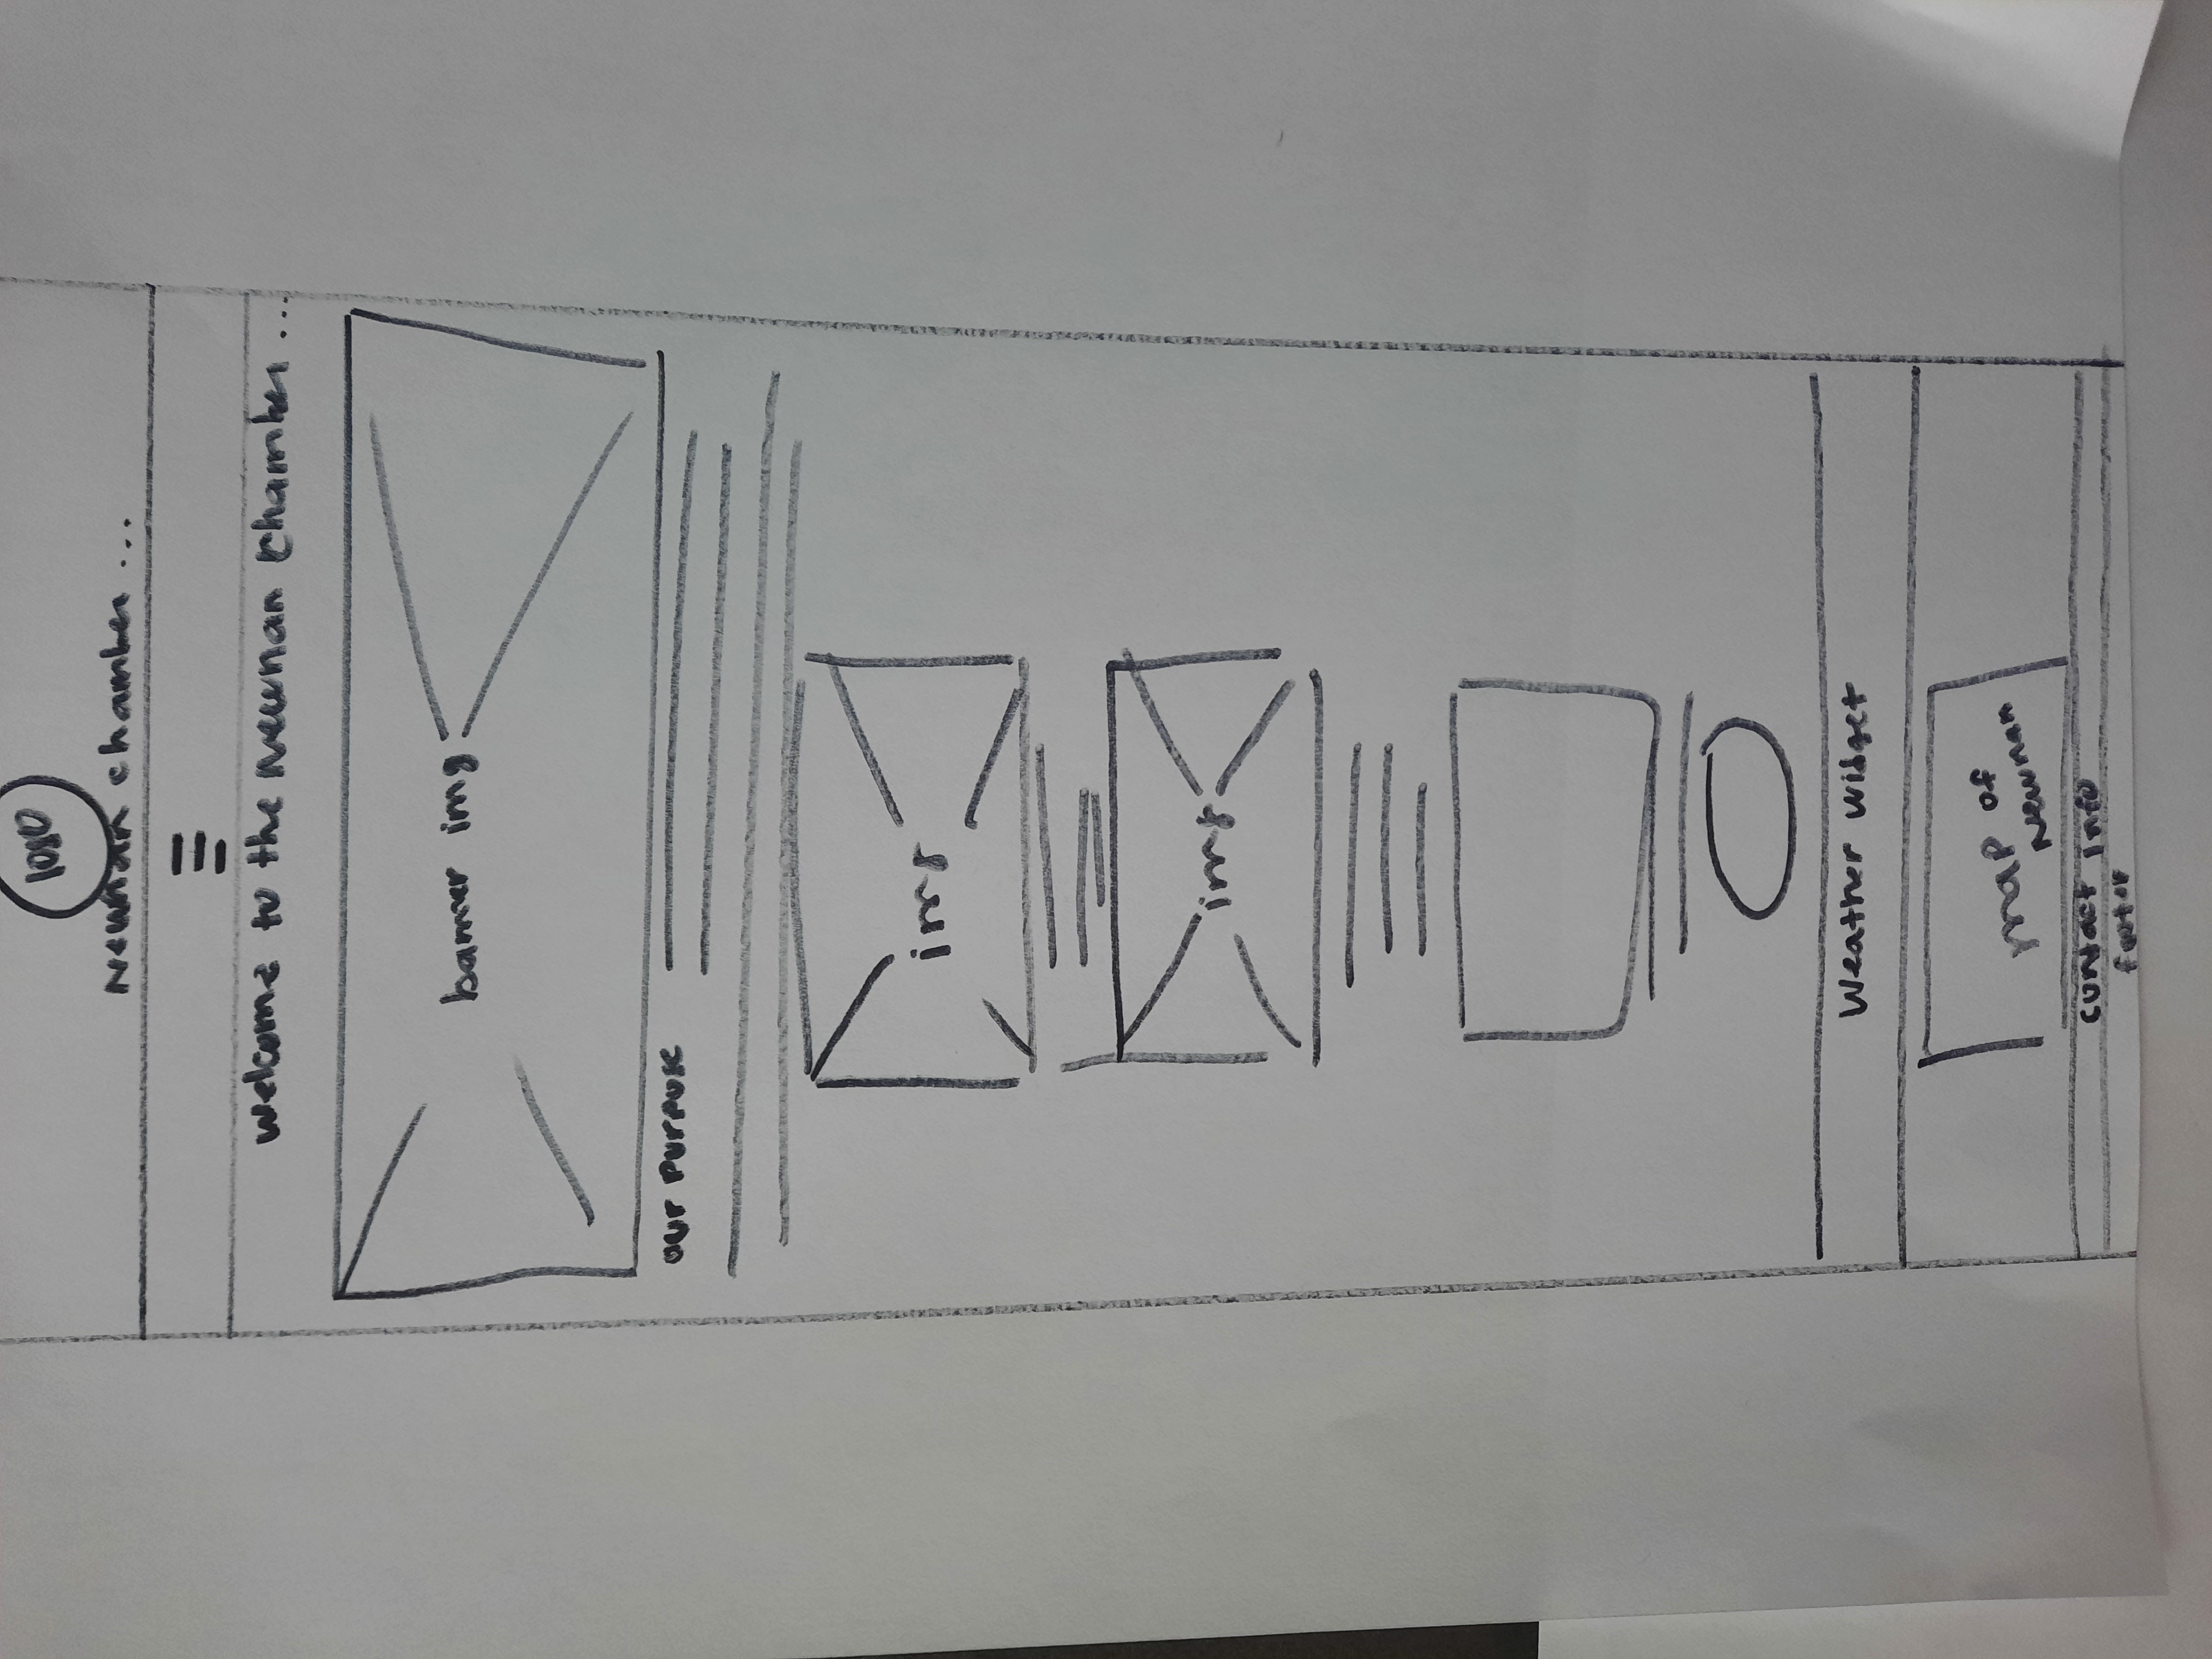 logo
Newnan chamber ...
Welcome to the Newnan Chamber ...
banner img
our purpose
img
img
Weather widget
map of
Newnan
contact info
footer